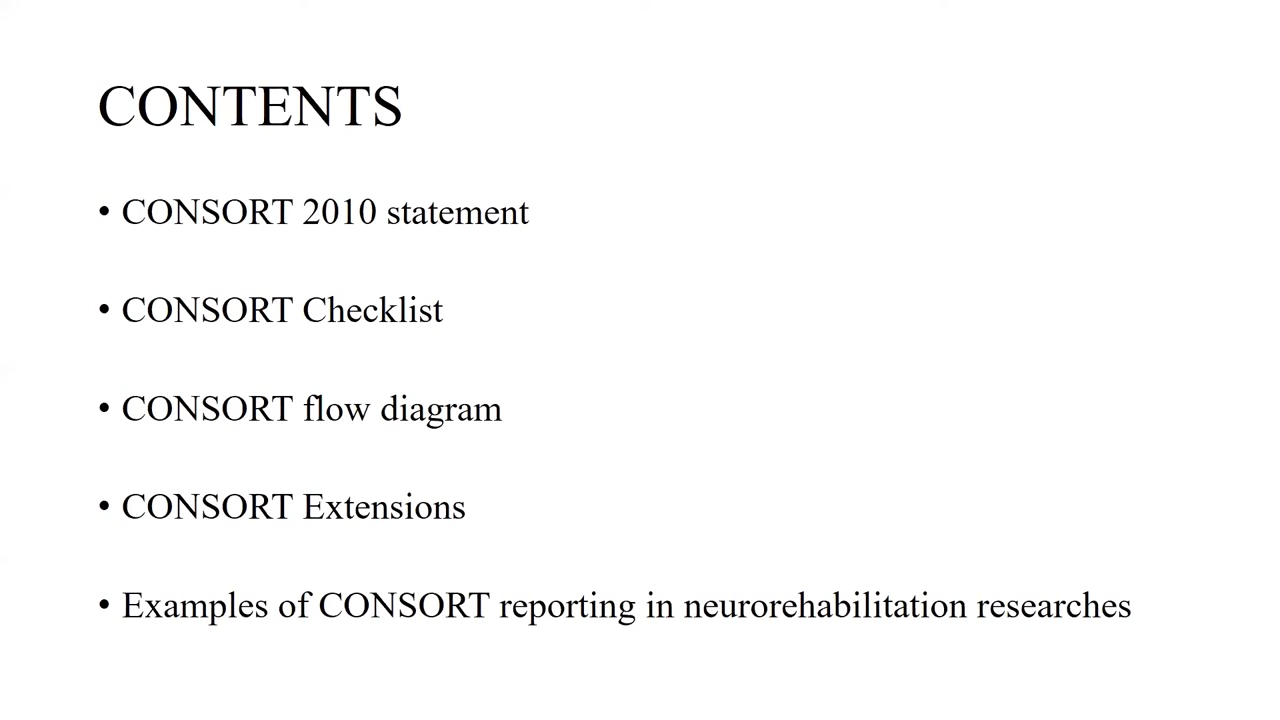 CONTENTS
• CONSORT 2010 statement
• CONSORT Checklist
• CONSORT flow diagram
• CONSORT Extensions
• Examples of CONSORT reporting in neurorehabilitation researches